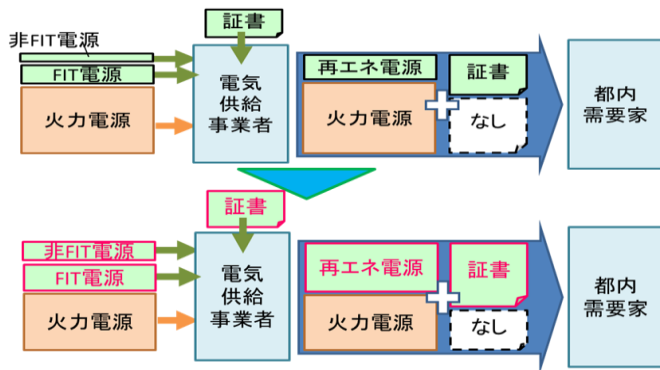 証書
非FIT電源
FIT電源
火力電源
電気
供給
事業者
再エネ電源
火力電源
証書
なし
都内
需要家
証書
非FIT電源
FIT電源
火力電源
電気
供給
事業者
再エネ電源
火力電源
証書
なし
都内
需要家